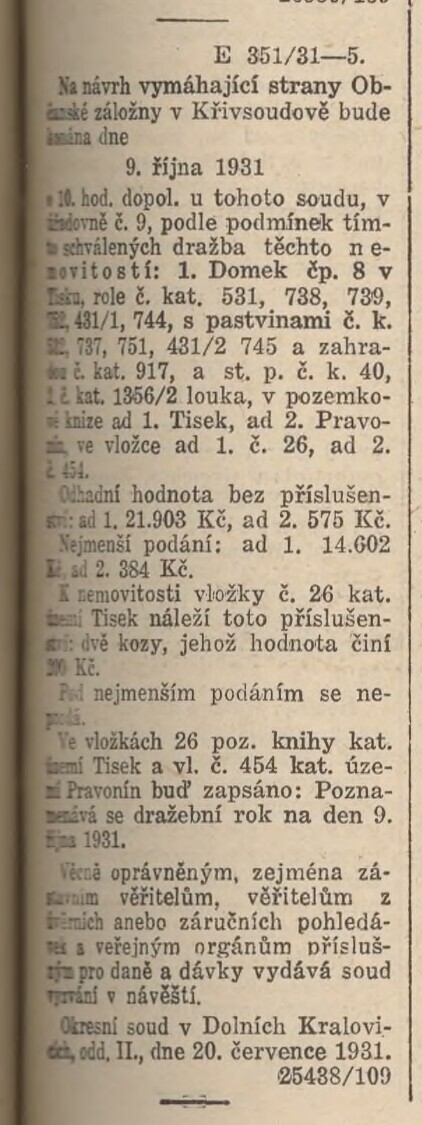 E 351/31—5.
Na návrh vymáhající strany Ob-
záložny v Křivsoudově bude
dne
9. října 1931
10. hod. dopol. u tohoto soudu, v
č. 9, podle podmínek tím-
schválených dražba těchto ne-
movitostí: 1. Domek čp. 8 v
role č. kat. 531, 738, 739,
431/1, 744, s pastvinami č. k.
737, 751, 431/2 745 a zahra-
č. kat. 917, a st. p. č. k. 40,
kat. 1356/2 louka, v pozemko-
knize ad 1. Tisek, ad 2. Pravo-
ve vložce ad 1. č. 26, ad 2.
č. 454.
Odhadní hodnota bez příslušen-
ad 1. 21.903 Kč, ad 2. 575 Kč.
Nejmenší podání: ad 1. 14.602
ad 2. 384 Kč.
K nemovitosti vložky č. 26 kat.
Tisek náleží toto příslušen-
dvě kozy, jehož hodnota činí
Kč.
Pod nejmenším podáním se ne-
Ve vložkách 26 poz. knihy kat.
Tisek a vl. č. 454 kat. úze-
Pravonín buď zapsáno: Pozna-
se dražební rok na den 9.
1931.
Věcně oprávněným, zejména zá-
věřitelům, věřitelům z
anebo záručních pohledá-
a veřejným orgánům přísluš-
pro daně a dávky vydává soud
v návěští.
Okresní soud v Dolních Kralovi-
odd. II., dne 20. července 1931.
25438/109